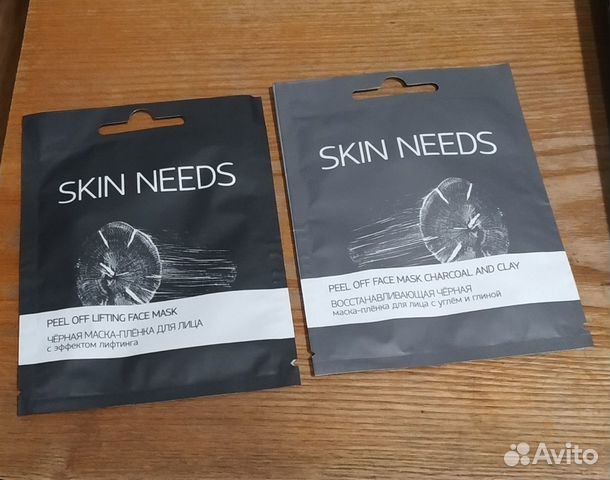 SKIN NEEDS
PEEL OFF LIFTING FACE MASK
ЧЁРНАЯ МАСКА-ПЛЁНКА ДЛЯ ЛИЦА
с эффектом лифтинга
SKIN NEEDS
PEEL OFF FACE MASK CHARCOAL AND CLAY
ВОССТАНАВЛИВАЮЩАЯ ЧЁРНАЯ
маска-плёнка для лица с углём и глиной
Avito